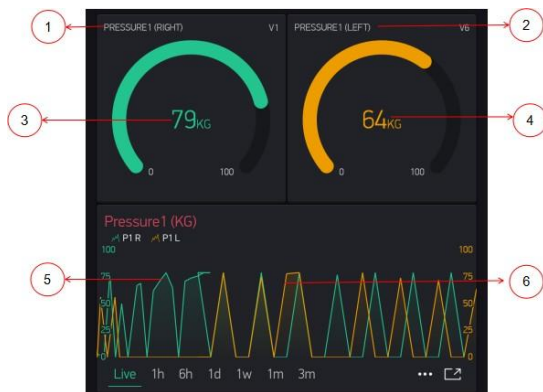 1
PRESSURE1 (RIGHT) V1
PRESSURE1 (LEFT) V6
2
3
79KG
64KG
4
0 100
0 100
Pressure1 (KG)
P1 R P1 L
100 100
75 75
5
6
50 50
25 25
0 0
Live 1h 6h 1d 1w 1m 3m